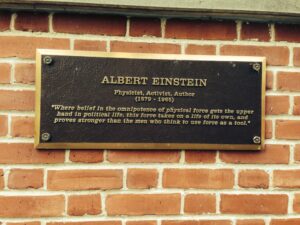 ALBERT EINSTEIN
Physicist, Activist, Author
(1879 - 1955)
"Where belief in the omnipotence of physical force gets the upper
hand in political life, this force takes on a life of its own, and
proves stronger than the men who think to use force as a tool."